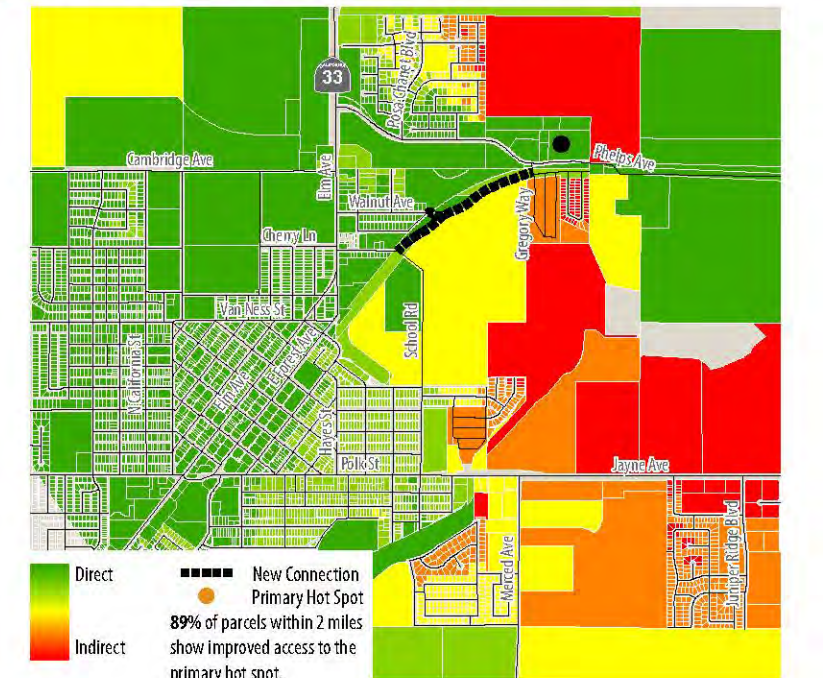 CALIFORNIA
33
Rosa Chanet Blvd
Phelps Ave
Cambridge Ave
Elm Ave
Walnut Ave
Gregory Way
Cherry Ln
Van Ness St
School Rd
N California St
Elm Ave
E Forest Ave
Hayes St
Polk St
Jayne Ave
Merced Ave
Juniper Ridge Blvd
Direct
Indirect
New Connection
Primary Hot Spot
89% of parcels within 2 miles
show improved access to the
primary hot spot.